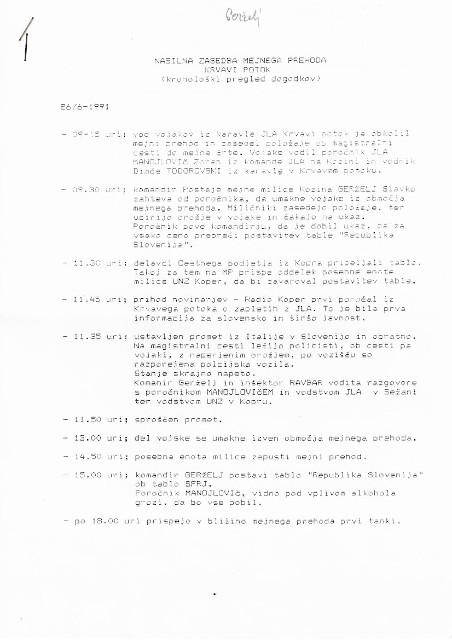 Gerželj
1
NASILNA ZASEDBA MEJNEGA PREHODA
KRVAVI POTOK
(kronološki pregled dogodkov)
26/6-1991
- 09-15 uri; vod vojakov iz karavle JLA Krvavi potok je obkolil
mejni prehod in zasedel položaje ob magistralni
cesti do mejne črte. Vojake vodil poročnik JLA
MANOJLOVIČ Zoran iz komande JLA na Kozini in vodnik
TODOROVSKI iz karavle v Krvavem potoku.
- 09.30 uri; komandir Postaje mejne milice Kozina GERŽELJ Slavko
zahteva od poročnika, da umakne vojake iz območja
mejnega prehoda. Miličniki zasedejo položaje, ter
uperijo orožje v vojake in čakajo na ukaz.
Poročnik pove komandirju, da je dobil ukaz, da za
vsako ceno prepreči postavitev table "Republika
Slovenija".
- 11.30 uri; delavci Cestnega podjetja iz Kopra pripeljali tablo.
Takoj za tem na MP prispe oddelek posebne enote
milice UNZ Koper, da bi zavaroval postavitev table.
- 11.45 uri; prihod novinarjev - Radio Koper prvi poročal iz
Krvavega potoka o zapletih z JLA. To je bila prva
informacija za slovensko in širšo javnost.
- 11.35 uri; ustavljen promet iz Italije v Slovenijo in obratno.
Na magistralni cesti ležijo policisti, ob cesti pa
vojaki, z naperjenim orožjem, po vozišču so
razporejena policijska vozila.
Stanje skrajno napeto.
Komanir Gerželj in inšektor RAVBAR vodita razgovore
s poročnikom MANOJLOVIČEM in vodstvom JLA v Sežani
ter vodstvom UNZ v Kopru.
- 11.50 uri; sproščen promet.
- 13.00 uri; del vojske se umakne izven območja mejnega prehoda.
- 14.50 uri; posebna enota milice zapusti mejni prehod.
- 15.00 uri; komandir GERŽELJ postavi tablo "Republika Slovenija"
ob tablo SFRJ.
Poročnik MANOJLOVIČ, vidno pod vplivom alkohola
grozi, da bo vse pobil.
- po 18.00 uri prispejo v bližino mejnega prehoda prvi tanki.